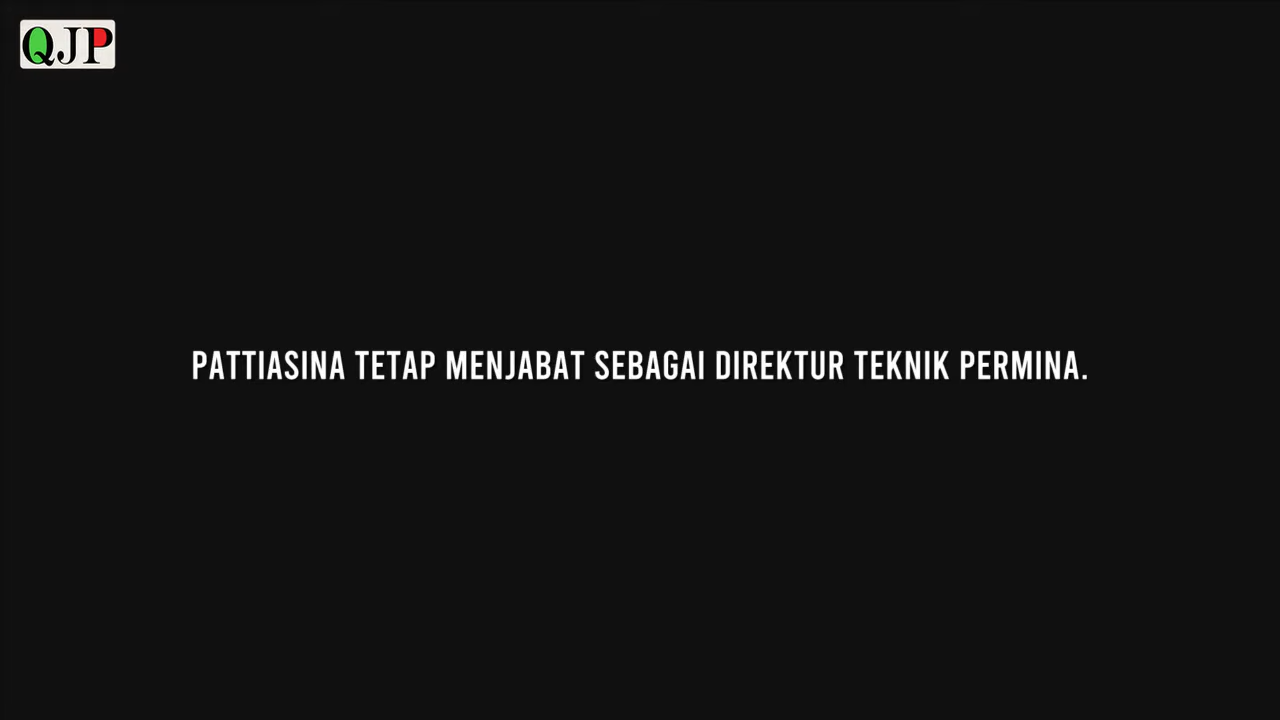 QJP
PATTIASINA TETAP MENJABAT SEBAGAI DIREKTUR TEKNIK PERMINA.